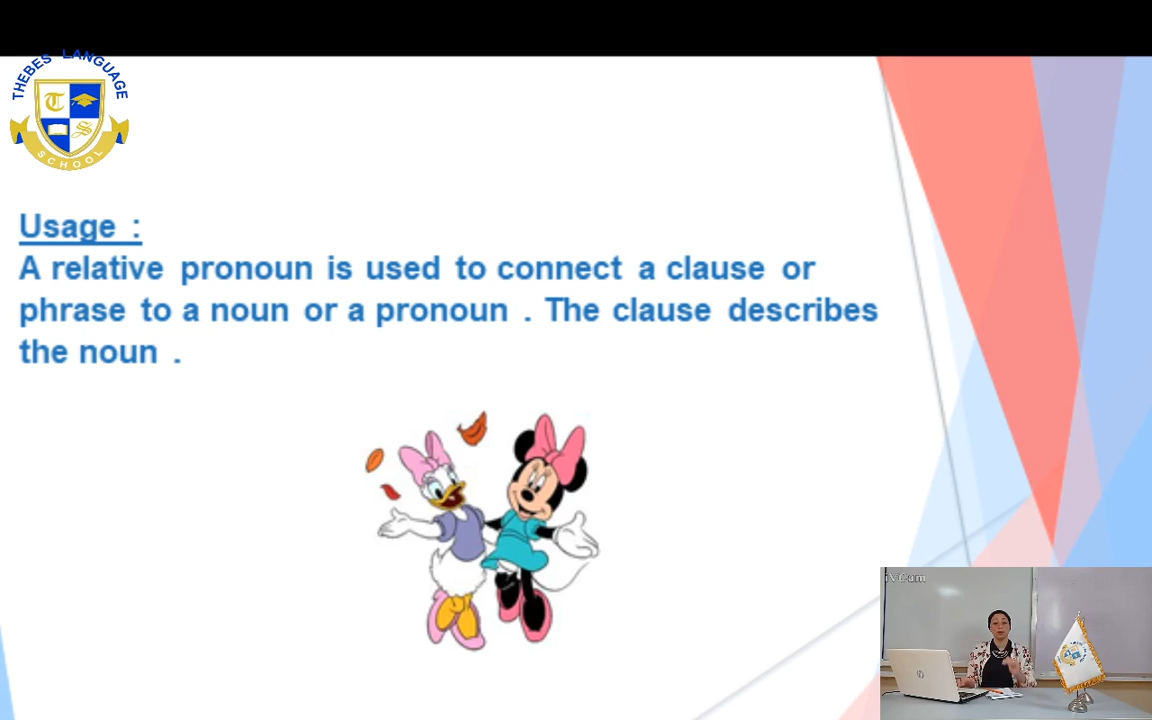 THEBES LANGUAGE
T
S
SCHOOL
Usage :
A relative pronoun is used to connect a clause or
phrase to a noun or a pronoun . The clause describes
the noun .
iVCam